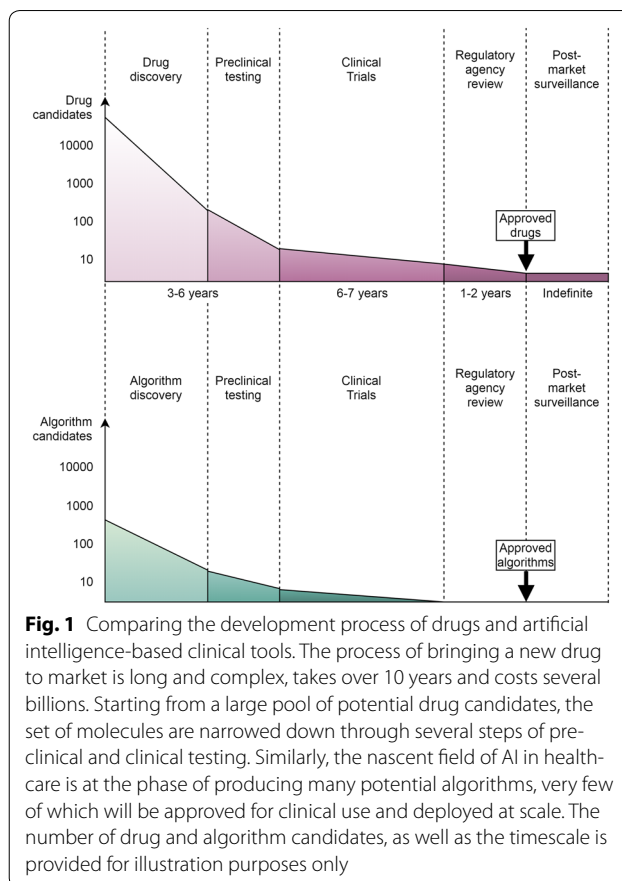 Drug discovery
Preclinical testing
Clinical Trials
Regulatory agency review
Post-market surveillance
Drug candidates
10000
1000
100
10
Approved drugs
3-6 years
6-7 years
1-2 years
Indefinite
Algorithm discovery
Preclinical testing
Clinical Trials
Regulatory agency review
Post-market surveillance
Algorithm candidates
10000
1000
100
10
Approved algorithms
Fig. 1 Comparing the development process of drugs and artificial
intelligence-based clinical tools. The process of bringing a new drug
to market is long and complex, takes over 10 years and costs several
billions. Starting from a large pool of potential drug candidates, the
set of molecules are narrowed down through several steps of pre-
clinical and clinical testing. Similarly, the nascent field of AI in health-
care is at the phase of producing many potential algorithms, very few
of which will be approved for clinical use and deployed at scale. The
number of drug and algorithm candidates, as well as the timescale is
provided for illustration purposes only